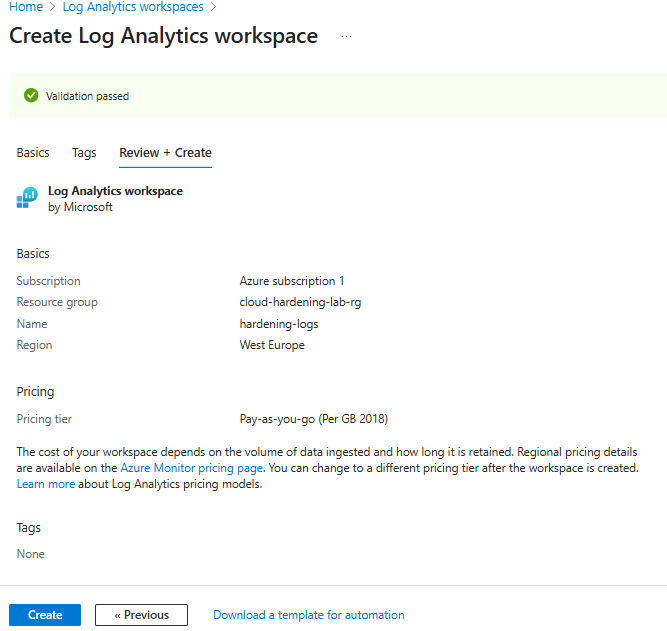 Home > Log Analytics workspaces >
Create Log Analytics workspace ...
Validation passed
Basics Tags Review + Create
Log Analytics workspace
by Microsoft
Basics
Subscription Azure subscription 1
Resource group cloud-hardening-lab-rg
Name hardening-logs
Region West Europe
Pricing
Pricing tier Pay-as-you-go (Per GB 2018)
The cost of your workspace depends on the volume of data ingested and how long it is retained. Regional pricing details
are available on the Azure Monitor pricing page. You can change to a different pricing tier after the workspace is created.
Learn more about Log Analytics pricing models.
Tags
None
Create « Previous Download a template for automation